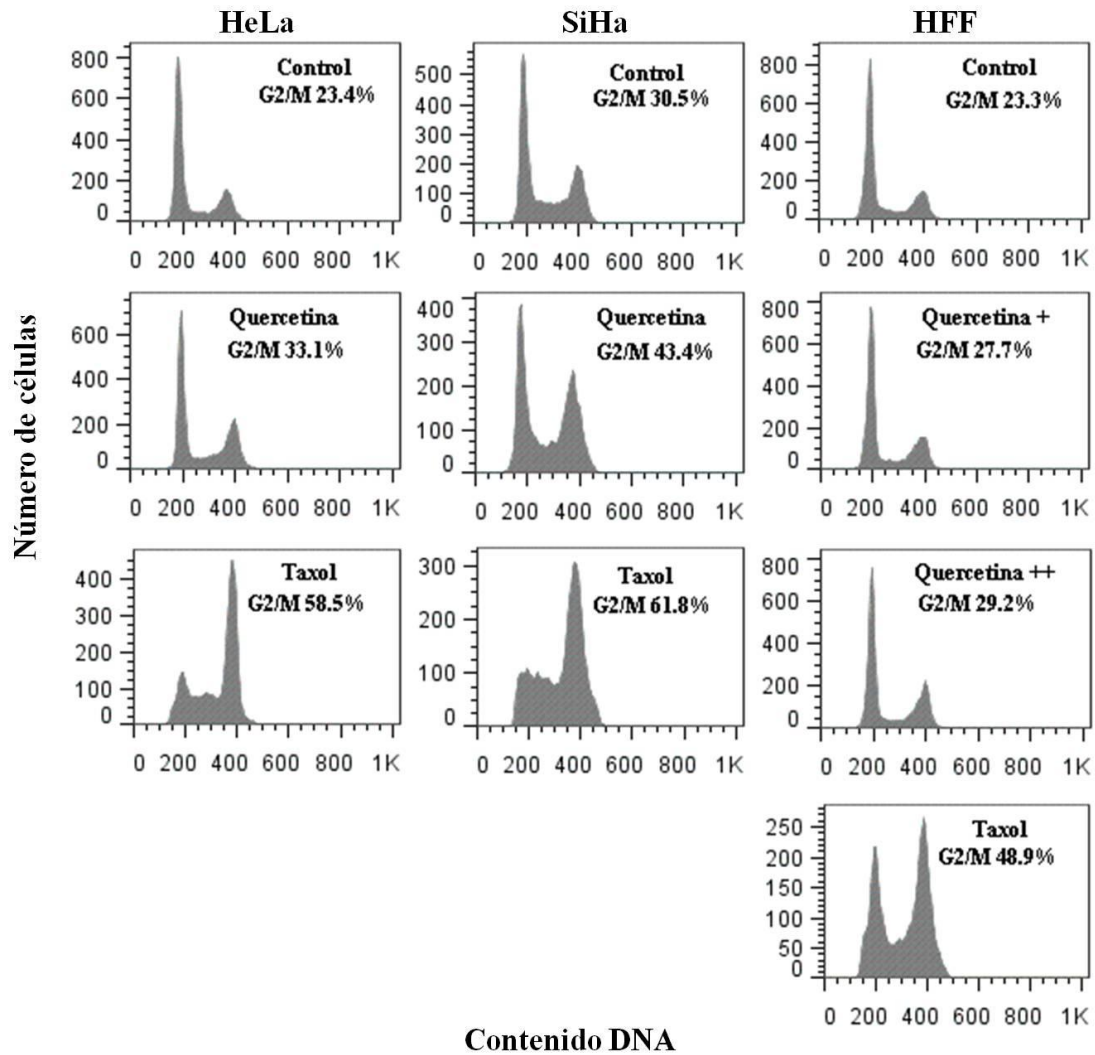 HeLa
SiHa
HFF
800
600
400
200
0
Control
G2/M 23.4%
0 200 400 600 800 1K
500
400
300
200
100
0
Control
G2/M 30.5%
0 200 400 600 800 1K
800
600
400
200
0
Control
G2/M 23.3%
0 200 400 600 800 1K
Número de células
600
400
200
0
Quercetina
G2/M 33.1%
0 200 400 600 800 1K
400
300
200
100
0
Quercetina
G2/M 43.4%
0 200 400 600 800 1K
800
600
400
200
0
Quercetina +
G2/M 27.7%
0 200 400 600 800 1K
400
300
200
100
0
Taxol
G2/M 58.5%
0 200 400 600 800 1K
300
200
100
0
Taxol
G2/M 61.8%
0 200 400 600 800 1K
800
600
400
200
0
Quercetina ++
G2/M 29.2%
0 200 400 600 800 1K
250
200
150
100
50
0
Taxol
G2/M 48.9%
0 200 400 600 800 1K
Contenido DNA